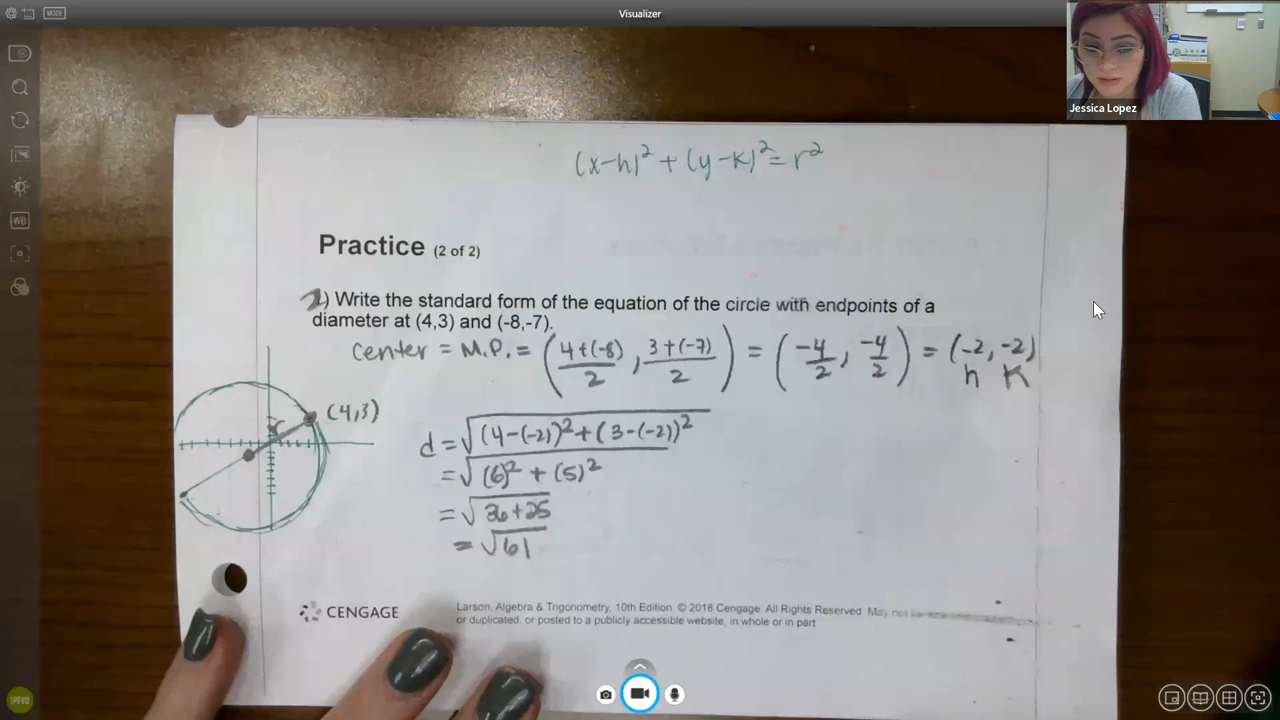 MODE
Visualizer
Jessica Lopez
WB
(x-h)² + (y-k)² = r²
Practice (2 of 2)
2) Write the standard form of the equation of the circle with endpoints of a
diameter at (4,3) and (-8,-7).
Center = M.P. = (4+(-8)/2, 3+(-7)/2) = (-4/2, -4/2) = (-2, -2)
h K
(4,3)
r
d = √(4-(-2))²+(3-(-2))²
= √(6)² + (5)²
= √36+25
= √61
CENGAGE
Larson, Algebra & Trigonometry, 10th Edition. © 2018 Cengage. All Rights Reserved. May not be
or duplicated, or posted to a publicly accessible website, in whole or in part
IPEVO